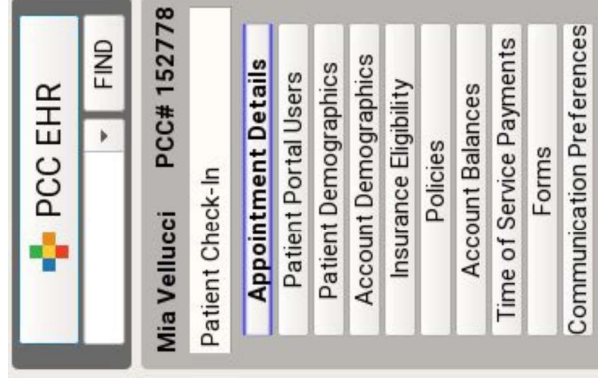 PCC EHR
FIND
Mia Vellucci PCC# 152778
Patient Check-In
Appointment Details
Patient Portal Users
Patient Demographics
Account Demographics
Insurance Eligibility
Policies
Account Balances
Time of Service Payments
Forms
Communication Preferences